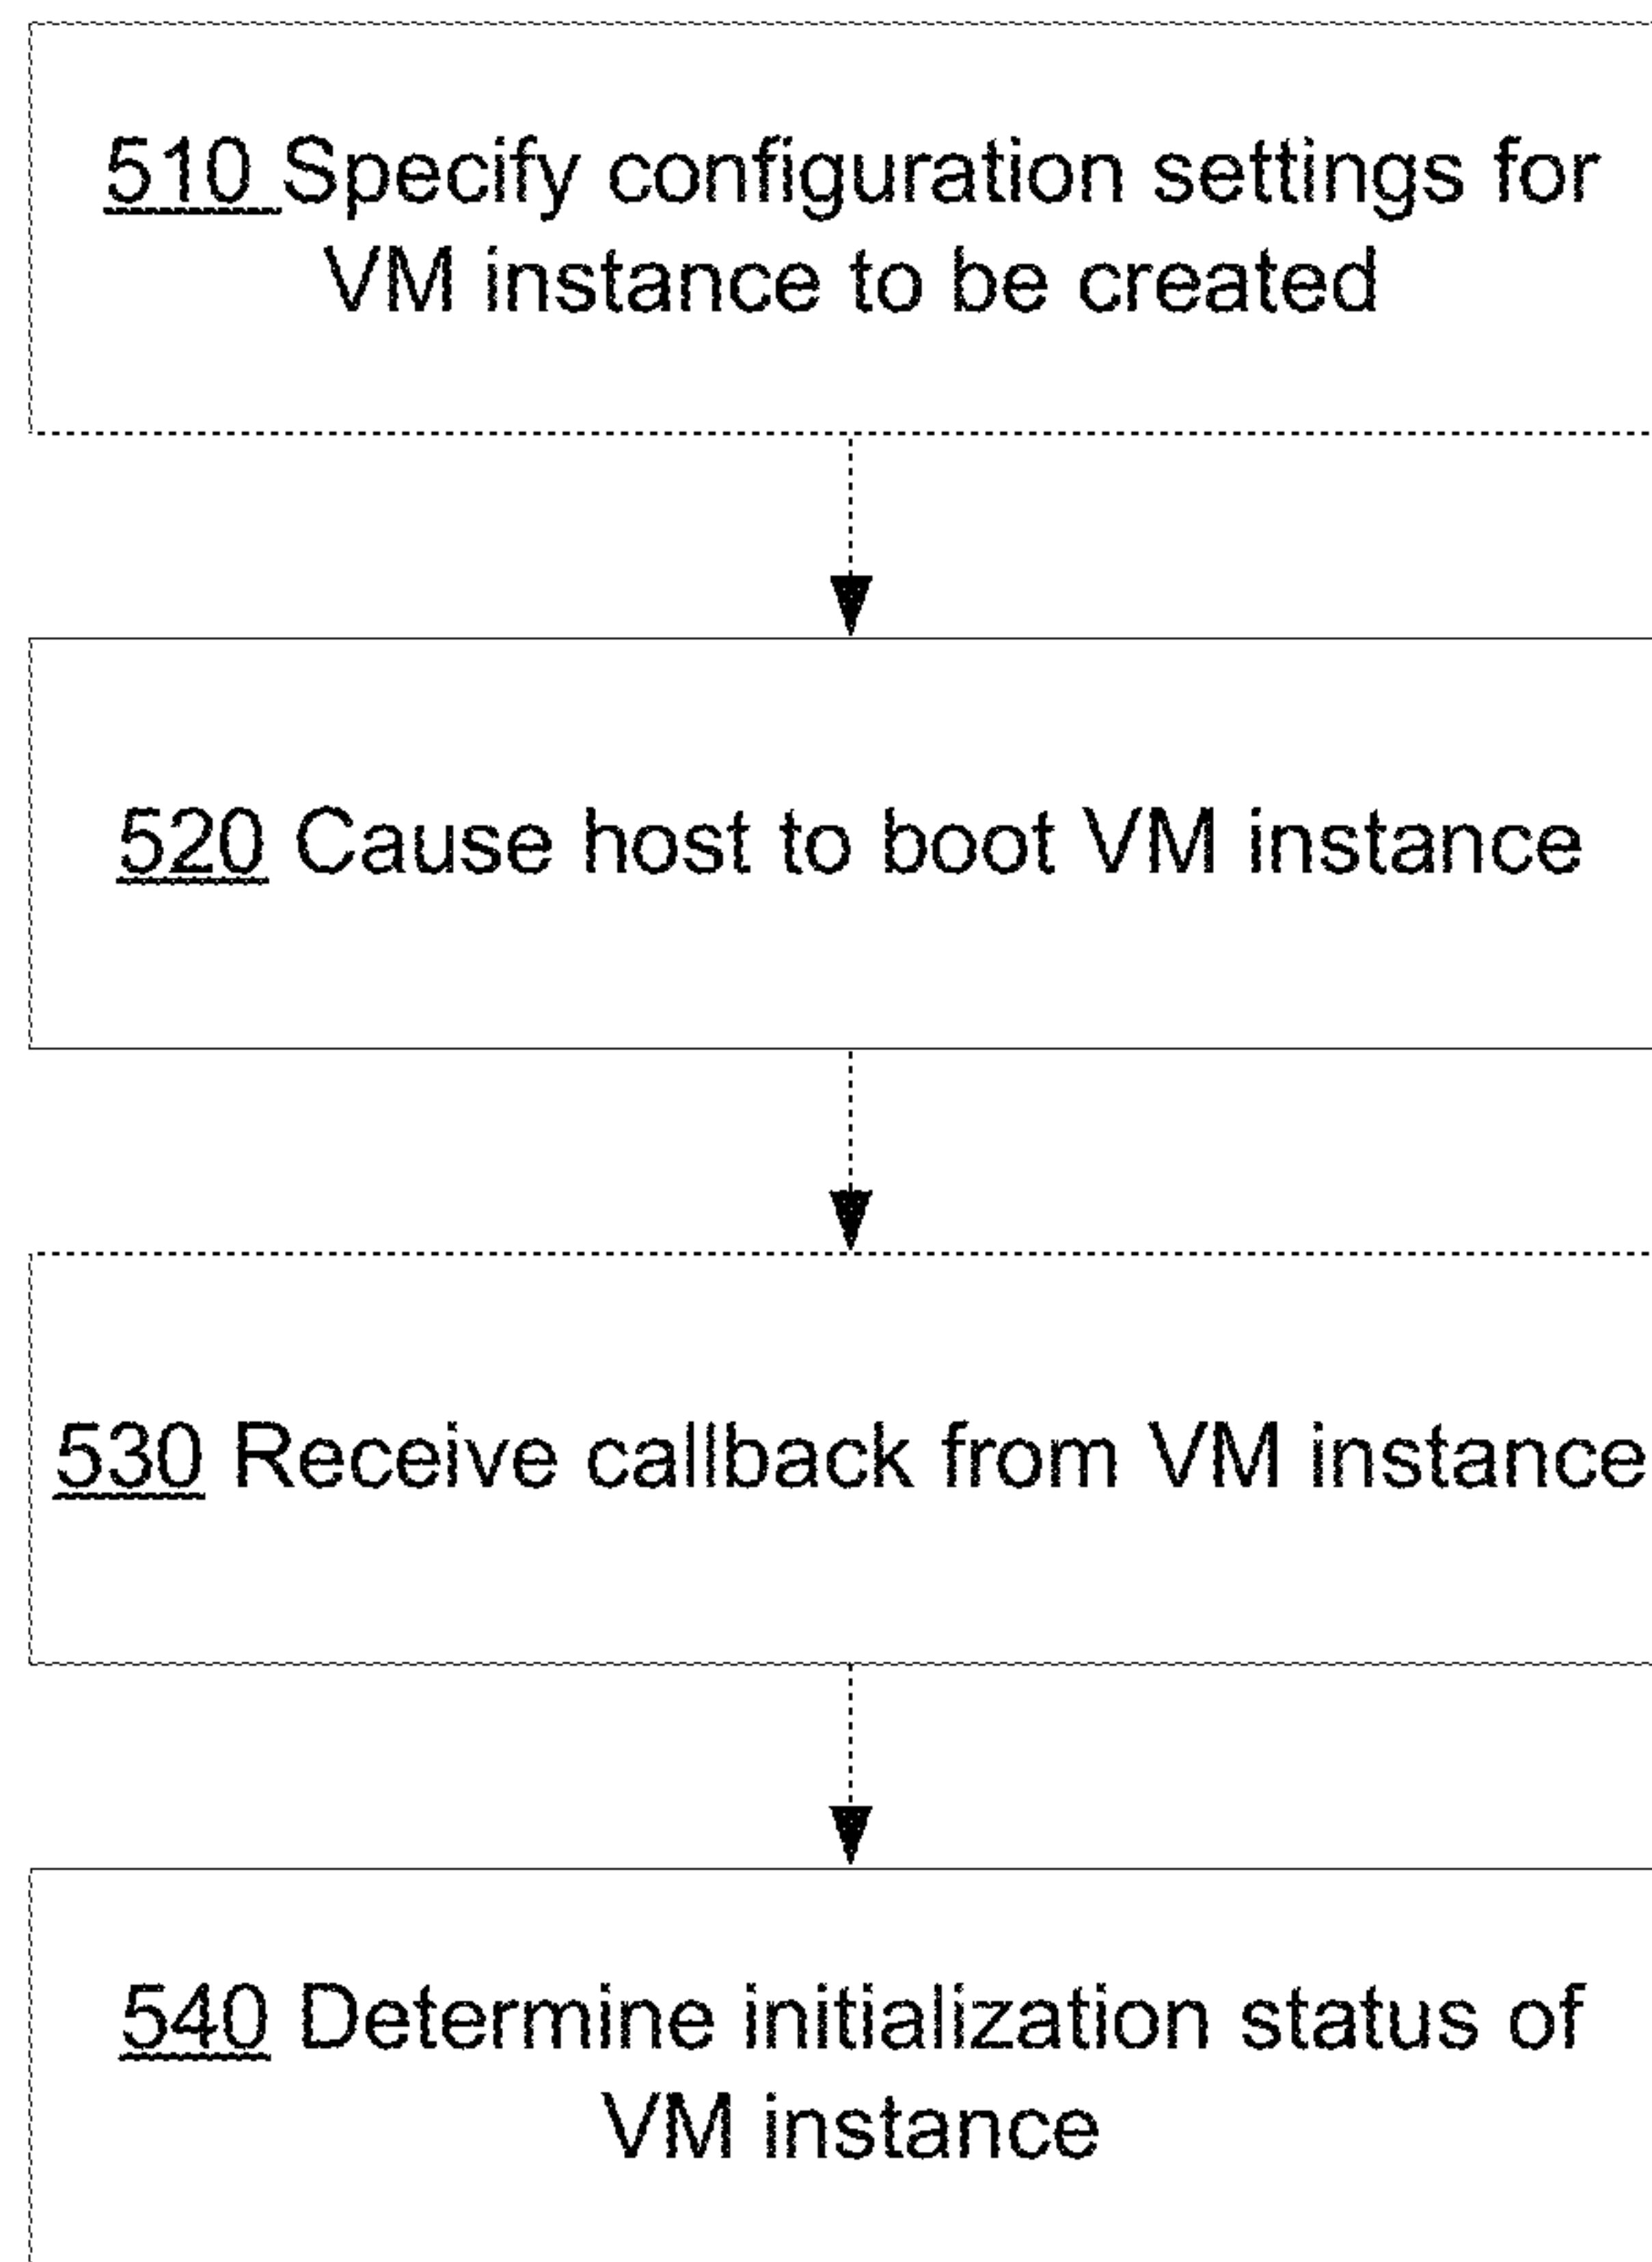 510 Specify configuration settings for
VM instance to be created
520 Cause host to boot VM instance
530 Receive callback from VM instance
540 Determine initialization status of
VM instance